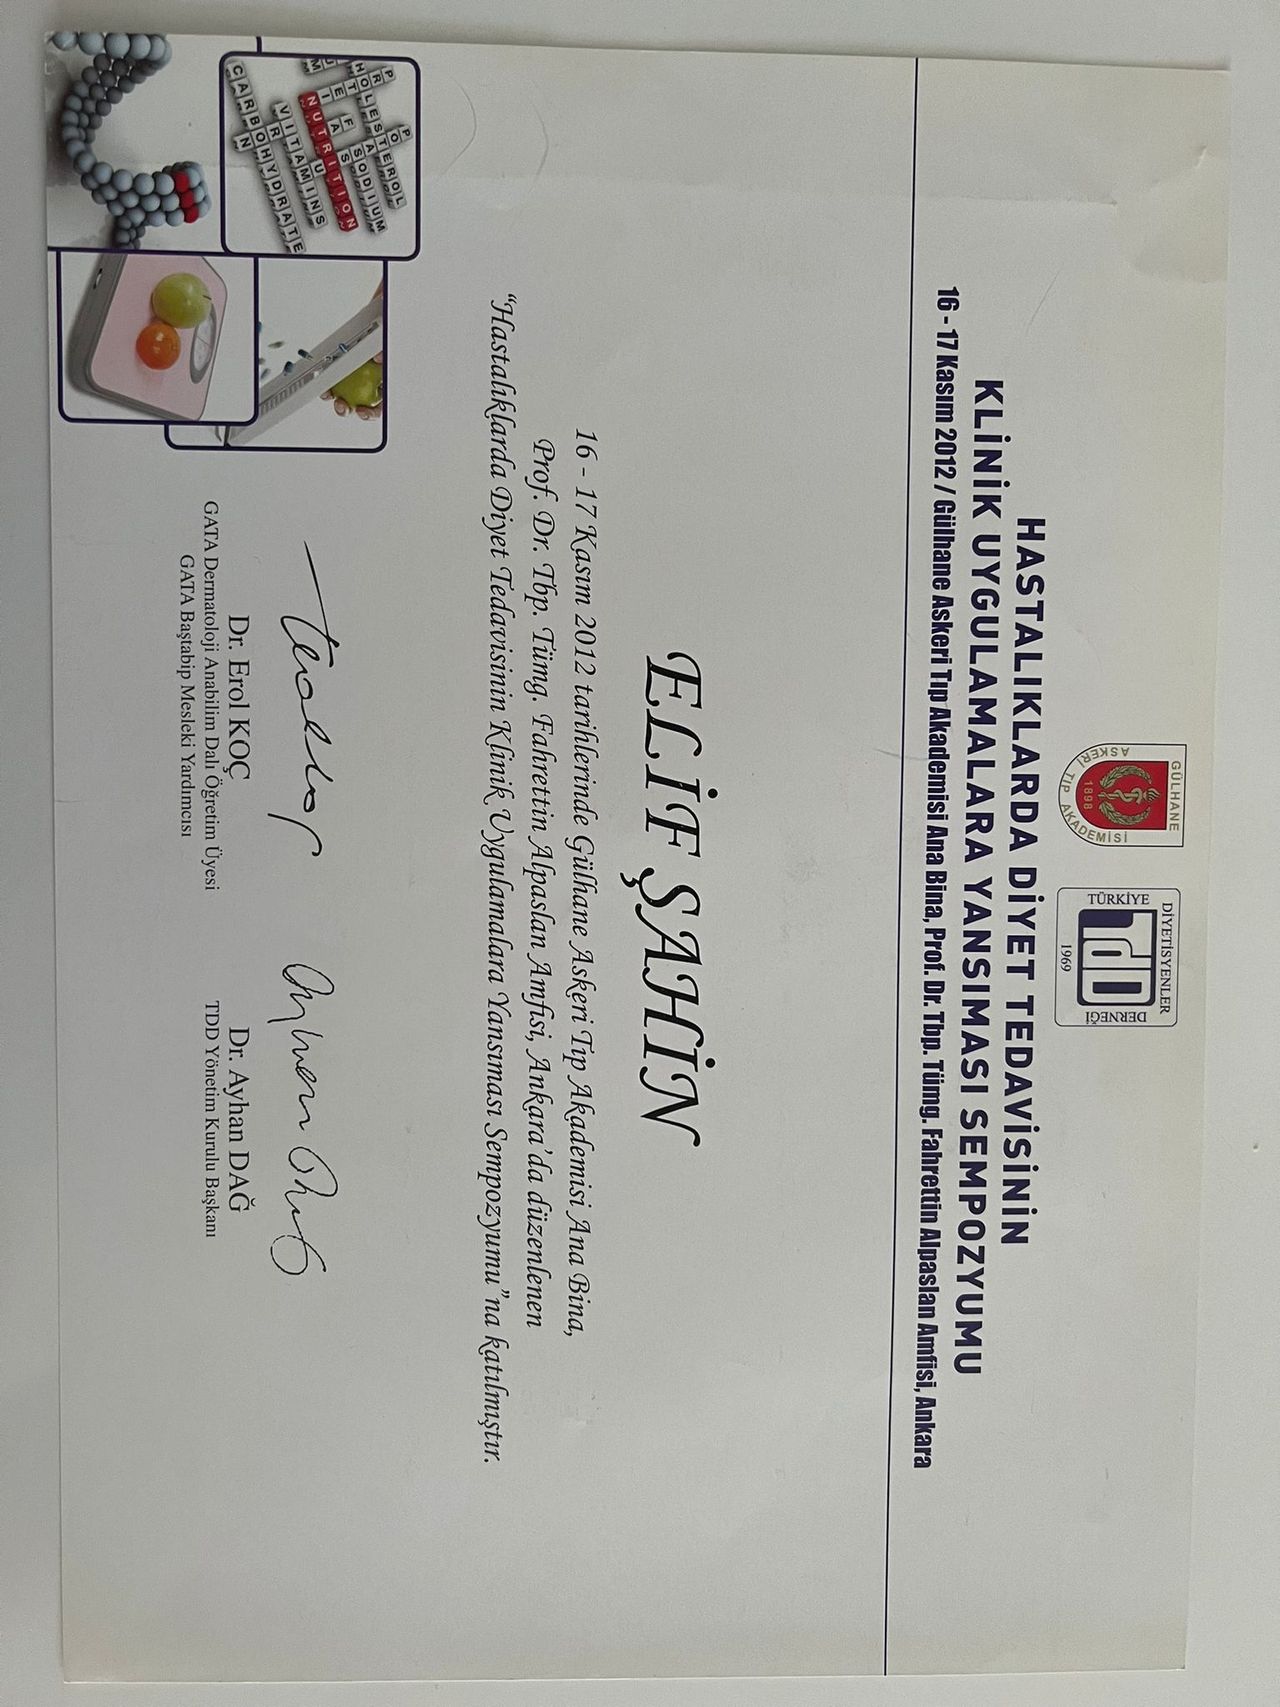 GÜLHANE
ASKERİ TIP AKADEMİSİ
1898
DİYETİSYENLER
TÜRKİYE
DERNEĞİ
tdD
1969
HASTALIKLARDA DİYET TEDAVİSİNİN
KLİNİK UYGULAMALARA YANSIMASI SEMPOZYUMU
16 - 17 Kasım 2012 / Gülhane Askeri Tıp Akademisi Ana Bina, Prof. Dr. Tbp. Tümg. Fahrettin Alpaslan Amfisi, Ankara
ELİF ŞAHİN
16 - 17 Kasım 2012 tarihlerinde Gülhane Askeri Tıp Akademisi Ana Bina,
Prof. Dr. Tbp. Tümg. Fahrettin Alpaslan Amfisi, Ankara'da düzenlenen
“Hastalıklarda Diyet Tedavisinin Klinik Uygulamalara Yansıması Sempozyumu”na katılmıştır.
CHOLESTEROL
SODIUM
NUTRITION
VITAMINS
CARBOHYDRATE
Dr. Erol KOÇ
GATA Dermatoloji Anabilim Dalı Öğretim Üyesi
GATA Baştabip Mesleki Yardımcısı
Dr. Ayhan DAĞ
TDD Yönetim Kurulu Başkanı